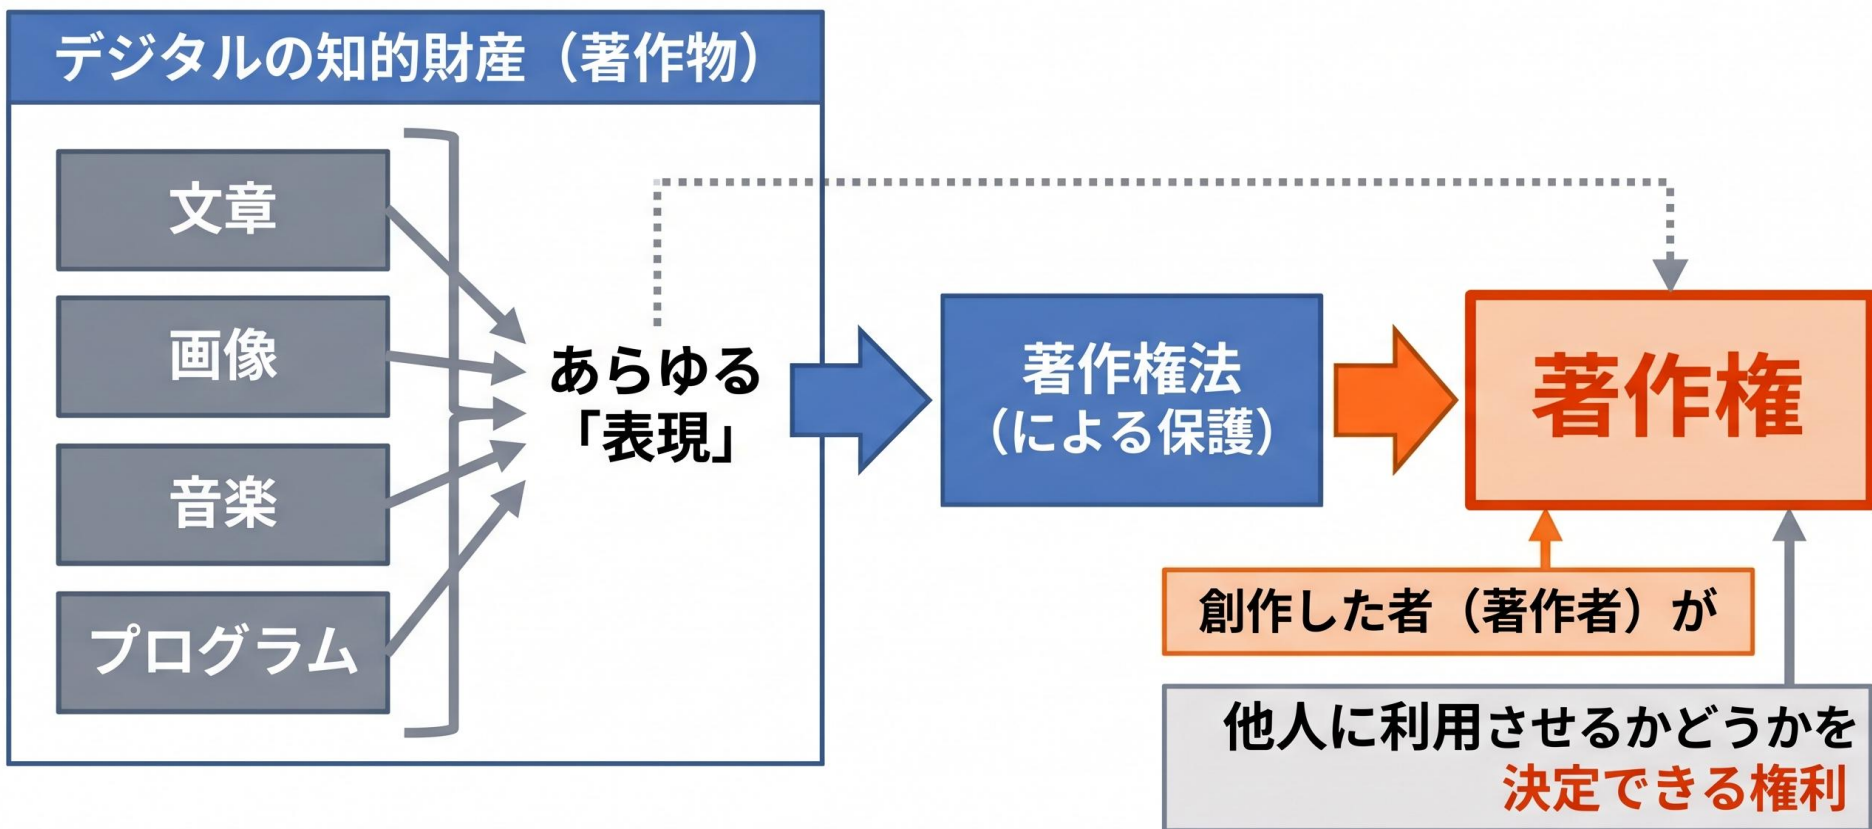 デジタルの知的財産（著作物）
文章
画像
音楽
プログラム
あらゆる
「表現」
著作権法
（による保護）
著作権
創作した者（著作者）が
他人に利用させるかどうかを
決定できる権利